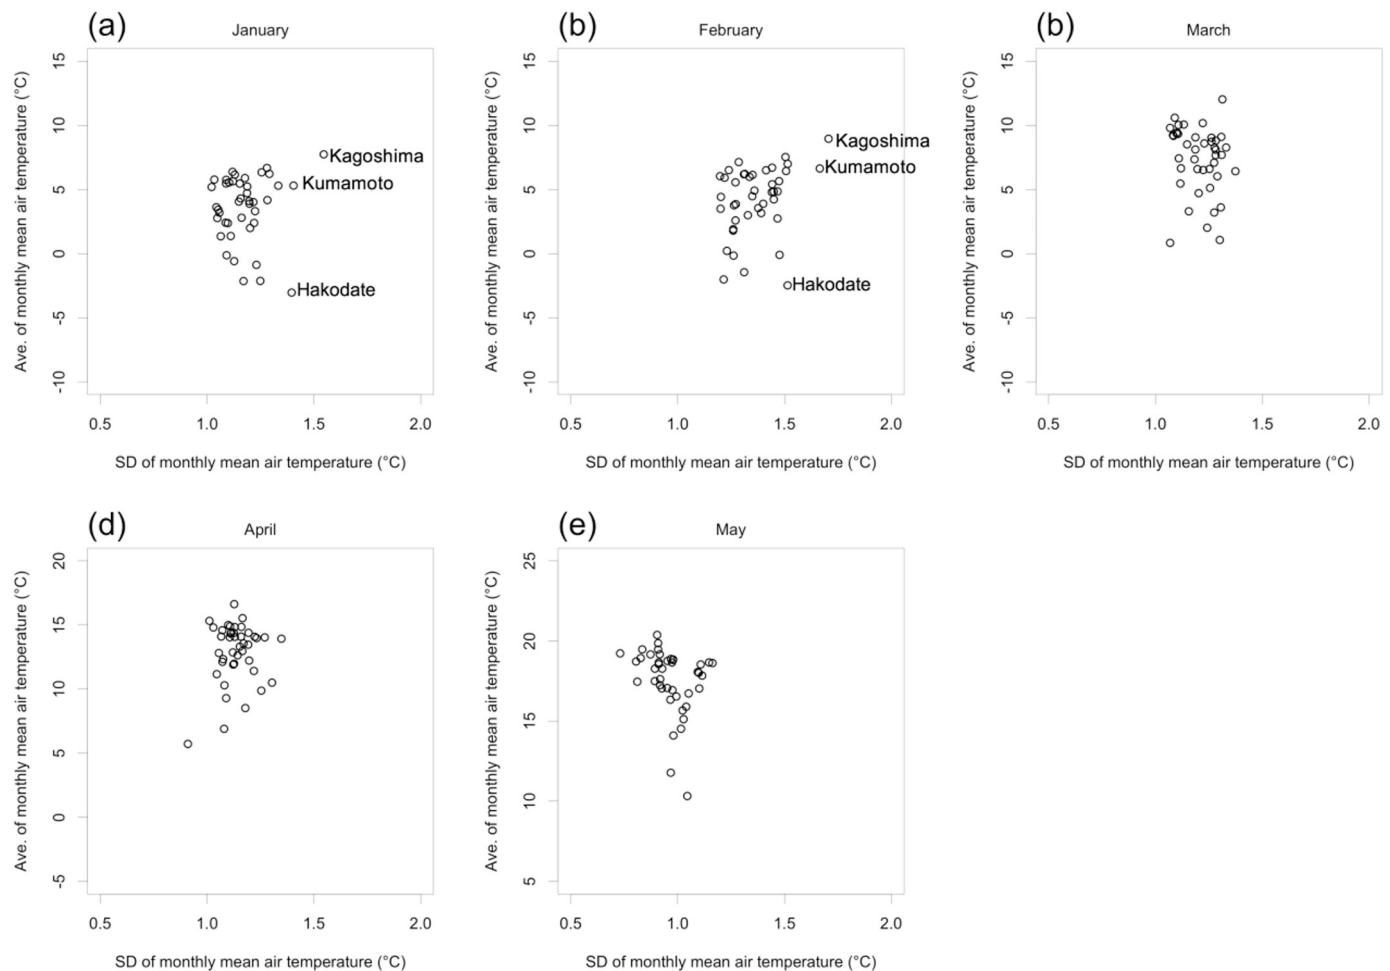 (a)
January
Ave. of monthly mean air temperature (°C)
15
10
5
0
-5
-10
Kagoshima
Kumamoto
Hakodate
0.5 1.0 1.5 2.0
SD of monthly mean air temperature (°C)
(b)
February
Ave. of monthly mean air temperature (°C)
15
10
5
0
-5
-10
Kagoshima
Kumamoto
Hakodate
0.5 1.0 1.5 2.0
SD of monthly mean air temperature (°C)
(b)
March
Ave. of monthly mean air temperature (°C)
15
10
5
0
-5
-10
0.5 1.0 1.5 2.0
SD of monthly mean air temperature (°C)
(d)
April
Ave. of monthly mean air temperature (°C)
20
15
10
5
0
-5
0.5 1.0 1.5 2.0
SD of monthly mean air temperature (°C)
(e)
May
Ave. of monthly mean air temperature (°C)
25
20
15
10
5
0.5 1.0 1.5 2.0
SD of monthly mean air temperature (°C)